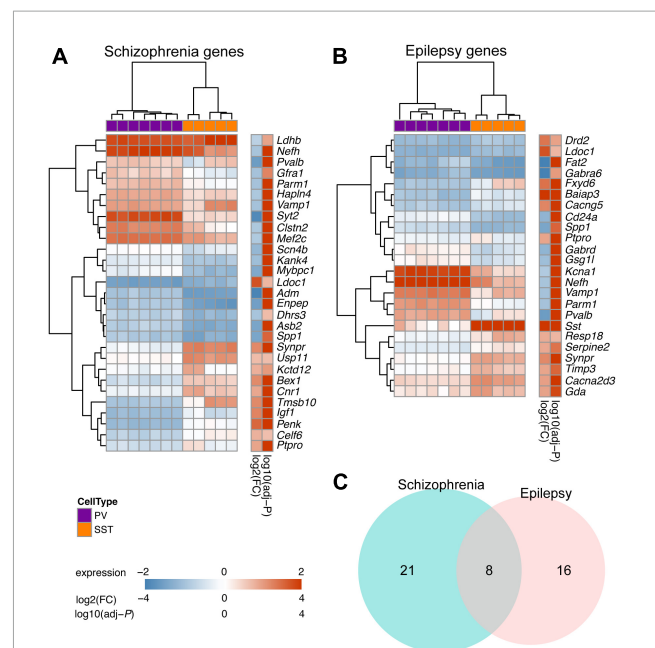 A
Schizophrenia genes
Ldhb
Nefh
Pvalb
Gfra1
Parm1
Hapln4
Vamp1
Syt2
Clstn2
Mef2c
Scn4b
Kank4
Mybpc1
Ldoc1
Adm
Enpep
Dhrs3
Asb2
Spp1
Synpr
Usp11
Kctd12
Bex1
Cnr1
Tmsb10
Igf1
Penk
Celf6
Ptpro
log2(FC)
log10(adj−P)
B
Epilepsy genes
Drd2
Ldoc1
Fat2
Gabra6
Fxyd6
Baiap3
Cacng5
Cd24a
Spp1
Ptpro
Gabrd
Gsg1l
Kcna1
Nefh
Vamp1
Parm1
Pvalb
Sst
Resp18
Serpine2
Synpr
Timp3
Cacna2d3
Gda
log2(FC)
log10(adj−P)
CellType
PV
SST
expression −2 0 2
log2(FC) −4 0 4
log10(adj−P) 0 4
C
Schizophrenia
Epilepsy
21 8 16